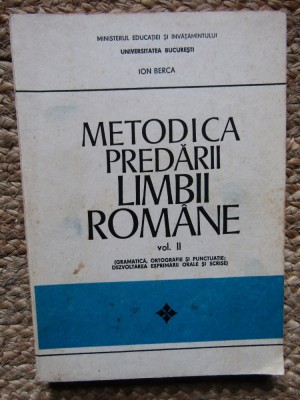 MINISTERUL EDUCAȚIEI ȘI ÎNVĂȚĂMÎNTULUI
UNIVERSITATEA BUCUREȘTI
ION BERCA
METODICA
PREDĂRII
LIMBII
ROMÂNE
vol. II
(GRAMATICĂ, ORTOGRAFIE ȘI PUNCTUAȚIE;
DEZVOLTAREA EXPRIMĂRII ORALE ȘI SCRISE)